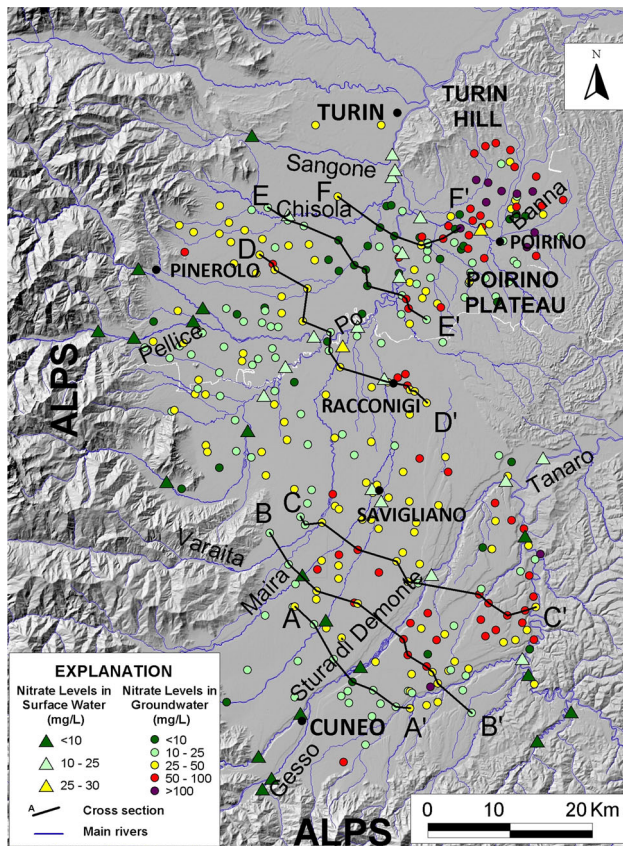 N
TURIN
TURIN
HILL
Sangone
E
F
Chisola
F'
Banna
D
POIRINO
PINEROLO
POIRINO
PLATEAU
Po
E'
Pellice
ALPS
RACCONIGI
D'
Tanaro
C
SAVIGLIANO
B
Varaita
Maira
A
C'
Stura di Demonte
EXPLANATION
Nitrate Levels in
Surface Water
(mg/L)
<10
10 - 25
25 - 30
Nitrate Levels in
Groundwater
(mg/L)
<10
10 - 25
25 - 50
50 - 100
>100
A Cross section
Main rivers
CUNEO
A'
B'
Gesso
ALPS
0 10 20 Km